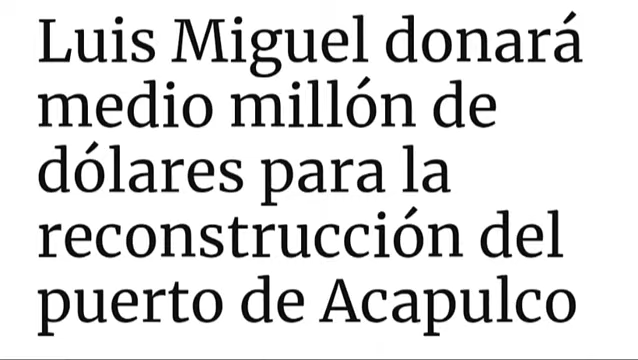 Luis Miguel donará
medio millón de
dólares para la
reconstrucción del
puerto de Acapulco